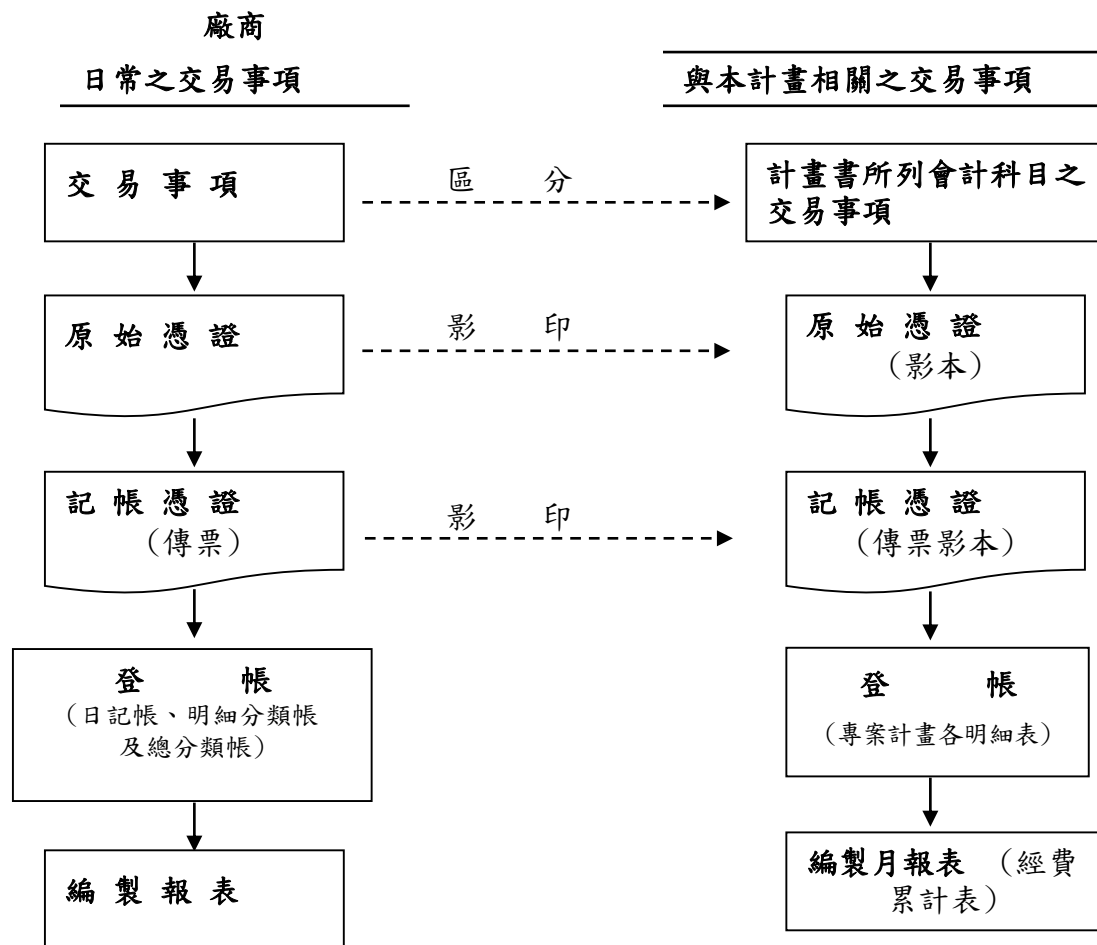 廠商
日常之交易事項
與本計畫相關之交易事項
交易事項
區分
計畫書所列會計科目之
交易事項
原始憑證
影印
原始憑證
（影本）
記帳憑證
（傳票）
影印
記帳憑證
（傳票影本）
登帳
（日記帳、明細分類帳
及總分類帳）
登帳
（專案計畫各明細表）
編製報表
編製月報表（經費
累計表）